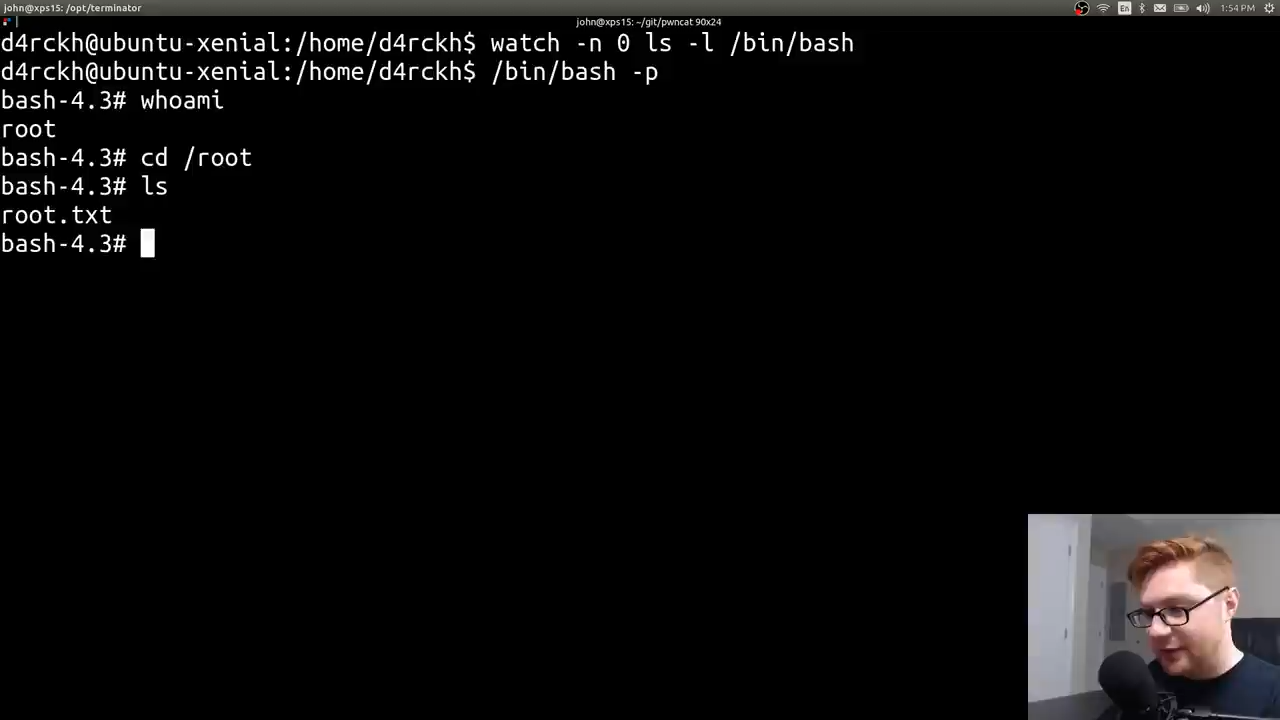 john@xps15: /opt/terminator
En
1:54 PM
john@xps15: ~/git/pwncat 90x24
d4rckh@ubuntu-xenial:/home/d4rckh$ watch -n 0 ls -l /bin/bash
d4rckh@ubuntu-xenial:/home/d4rckh$ /bin/bash -p
bash-4.3# whoami
root
bash-4.3# cd /root
bash-4.3# ls
root.txt
bash-4.3#